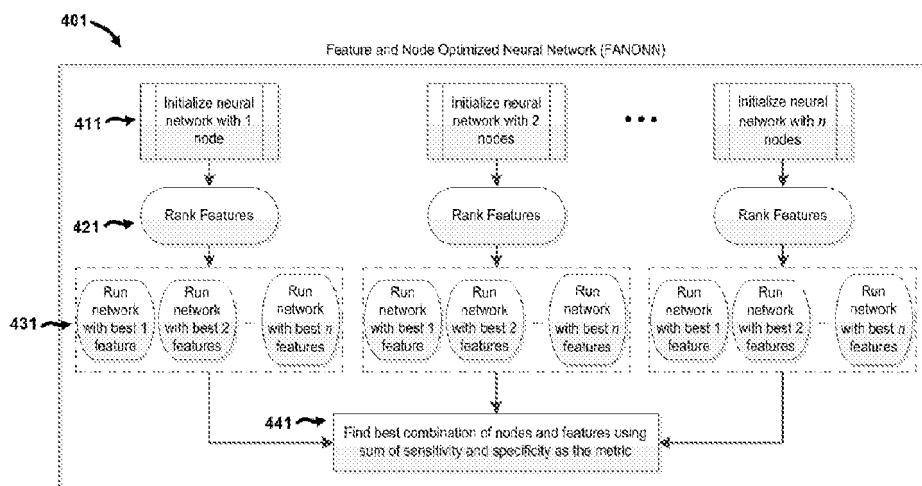 401
Feature and Node Optimized Neural Network (FANONN)
411
Initialize neural
network with 1
node
Initialize neural
network with 2
nodes
•••
Initialize neural
network with n
nodes
421
Rank Features
Rank Features
Rank Features
431
Run
network
with best 1
feature
Run
network
with best 2
features
...
Run
network
with best n
features
Run
network
with best 1
feature
Run
network
with best 2
features
...
Run
network
with best n
features
Run
network
with best 1
feature
Run
network
with best 2
features
...
Run
network
with best n
features
441
Find best combination of nodes and features using
sum of sensitivity and specificity as the metric